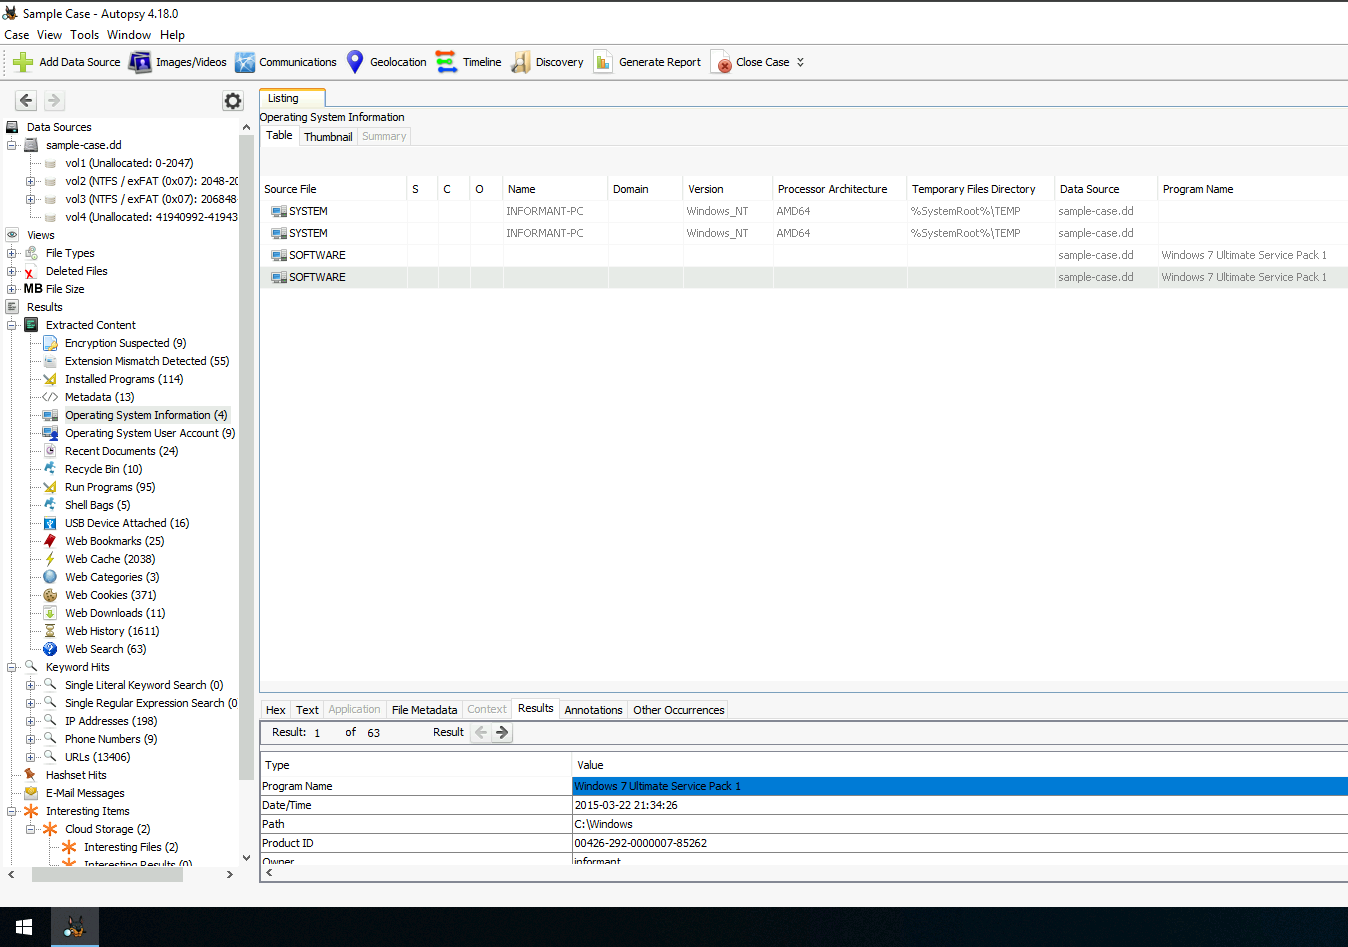 Sample Case - Autopsy 4.18.0
Case View Tools Window Help
Add Data Source Images/Videos Communications Geolocation Timeline Discovery Generate Report Close Case
Data Sources
sample-case.dd
vol1 (Unallocated: 0-2047)
vol2 (NTFS / exFAT (0x07): 2048-20
vol3 (NTFS / exFAT (0x07): 206848
vol4 (Unallocated: 41940992-41943
Views
File Types
Deleted Files
MB File Size
Results
Extracted Content
Encryption Suspected (9)
Extension Mismatch Detected (55)
Installed Programs (114)
Metadata (13)
Operating System Information (4)
Operating System User Account (9)
Recent Documents (24)
Recycle Bin (10)
Run Programs (95)
Shell Bags (5)
USB Device Attached (16)
Web Bookmarks (25)
Web Cache (2038)
Web Categories (3)
Web Cookies (371)
Web Downloads (11)
Web History (1611)
Web Search (63)
Keyword Hits
Single Literal Keyword Search (0)
Single Regular Expression Search (0
IP Addresses (198)
Phone Numbers (9)
URLs (13406)
Hashset Hits
E-Mail Messages
Interesting Items
Cloud Storage (2)
Interesting Files (2)
Interesting Results (0)
Listing
Operating System Information
Table Thumbnail Summary
Source File S C O Name Domain Version Processor Architecture Temporary Files Directory Data Source Program Name
SYSTEM INFORMANT-PC Windows_NT AMD64 %SystemRoot%\TEMP sample-case.dd
SYSTEM INFORMANT-PC Windows_NT AMD64 %SystemRoot%\TEMP sample-case.dd
SOFTWARE sample-case.dd Windows 7 Ultimate Service Pack 1
SOFTWARE sample-case.dd Windows 7 Ultimate Service Pack 1
Hex Text Application File Metadata Context Results Annotations Other Occurrences
Result: 1 of 63 Result
Type Value
Program Name Windows 7 Ultimate Service Pack 1
Date/Time 2015-03-22 21:34:26
Path C:\Windows
Product ID 00426-292-0000007-85262
Owner informant